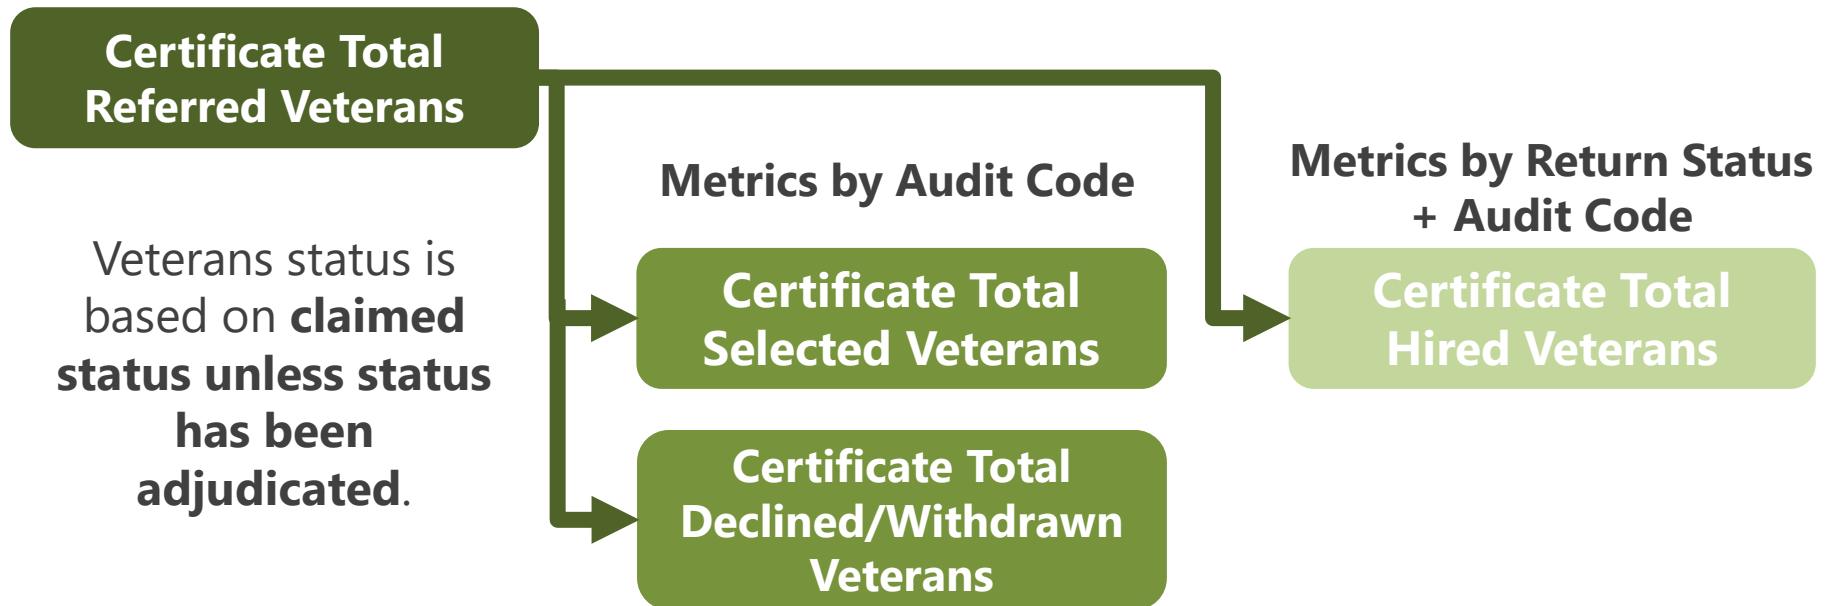 Certificate Total
Referred Veterans
Veterans status is
based on claimed
status unless status
has been
adjudicated.
Metrics by Audit Code
Certificate Total
Selected Veterans
Certificate Total
Declined/Withdrawn
Veterans
Metrics by Return Status
+ Audit Code
Certificate Total
Hired Veterans